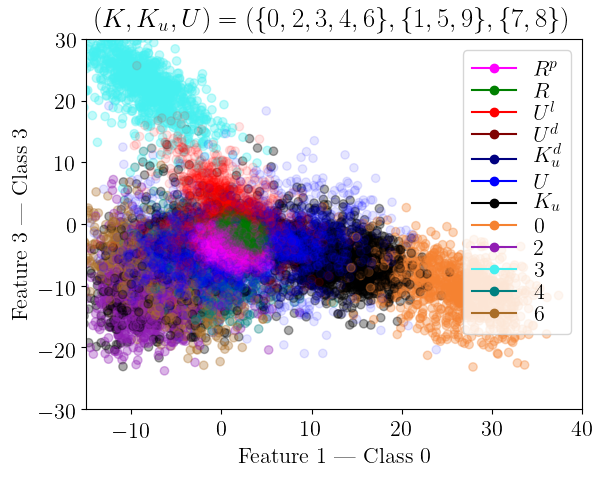 (K, K_u, U) = ({0, 2, 3, 4, 6}, {1, 5, 9}, {7, 8})
30
20
10
0
−10
−20
−30
Feature 3 — Class 3
−10
0
10
20
30
40
Feature 1 — Class 0
R^p
R
U^l
U^d
K_u^d
U
K_u
0
2
3
4
6